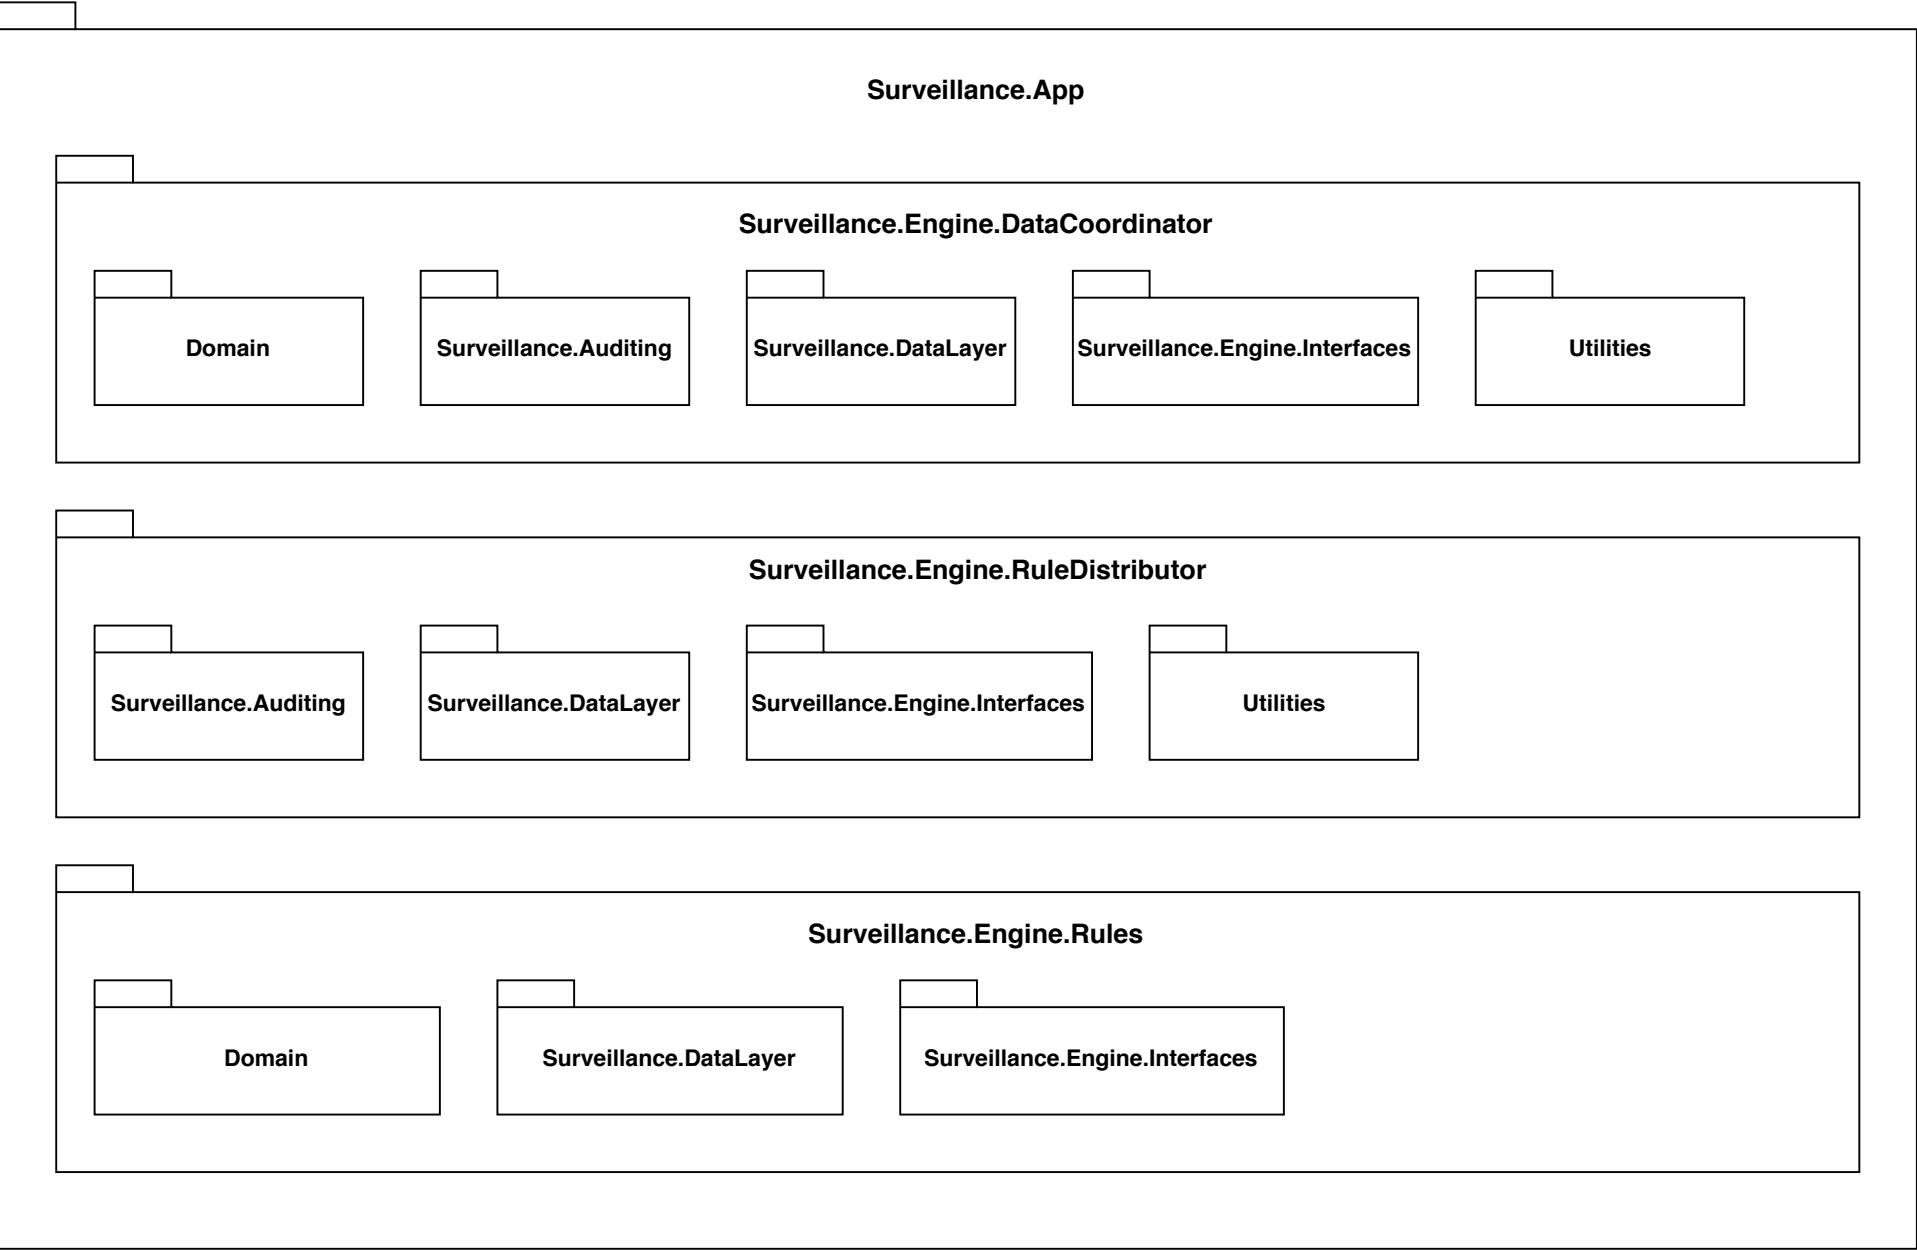 Surveillance.App
Surveillance.Engine.DataCoordinator
Domain
Surveillance.Auditing
Surveillance.DataLayer
Surveillance.Engine.Interfaces
Utilities
Surveillance.Engine.RuleDistributor
Surveillance.Auditing
Surveillance.DataLayer
Surveillance.Engine.Interfaces
Utilities
Surveillance.Engine.Rules
Domain
Surveillance.DataLayer
Surveillance.Engine.Interfaces